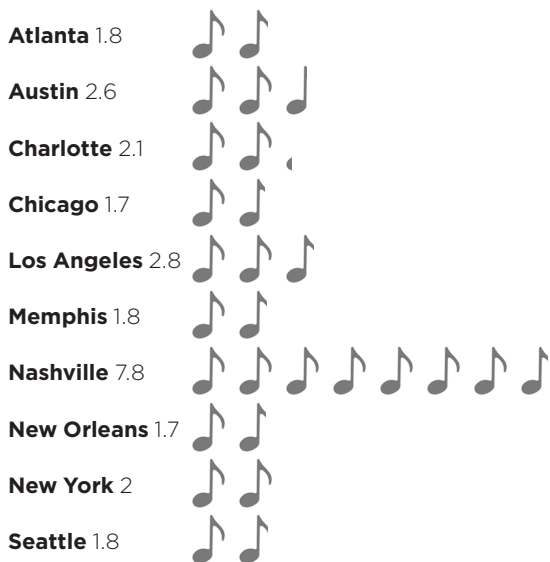 Atlanta 1.8
Austin 2.6
Charlotte 2.1
Chicago 1.7
Los Angeles 2.8
Memphis 1.8
Nashville 7.8
New Orleans 1.7
New York 2
Seattle 1.8